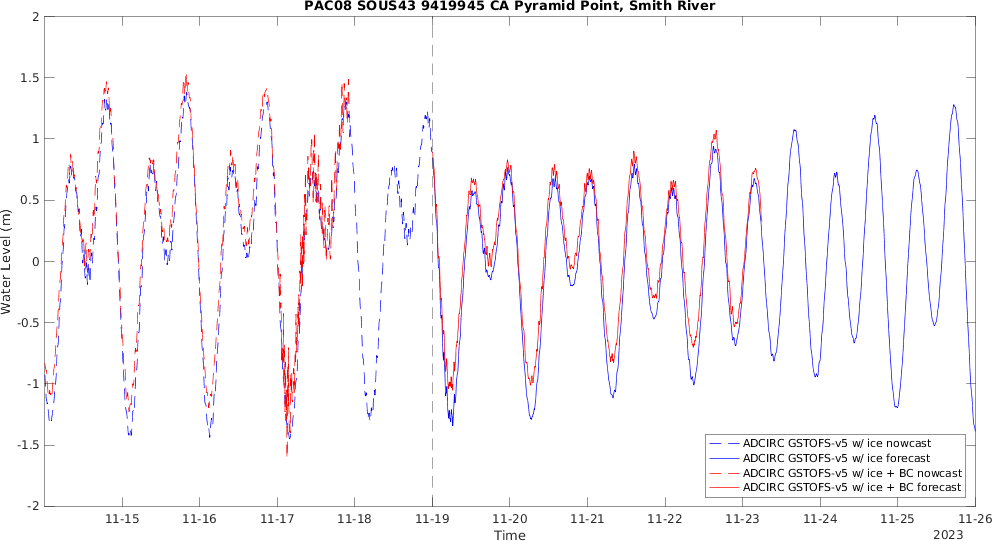 PAC08 SOUS43 9419945 CA Pyramid Point, Smith River
2
1.5
1
0.5
0
-0.5
-1
-1.5
-2
Water Level (m)
11-15 11-16 11-17 11-18 11-19 11-20 11-21 11-22 11-23 11-24 11-25 11-26
Time
2023
ADCIRC GSTOFS-v5 w/ ice nowcast
ADCIRC GSTOFS-v5 w/ ice forecast
ADCIRC GSTOFS-v5 w/ ice + BC nowcast
ADCIRC GSTOFS-v5 w/ ice + BC forecast